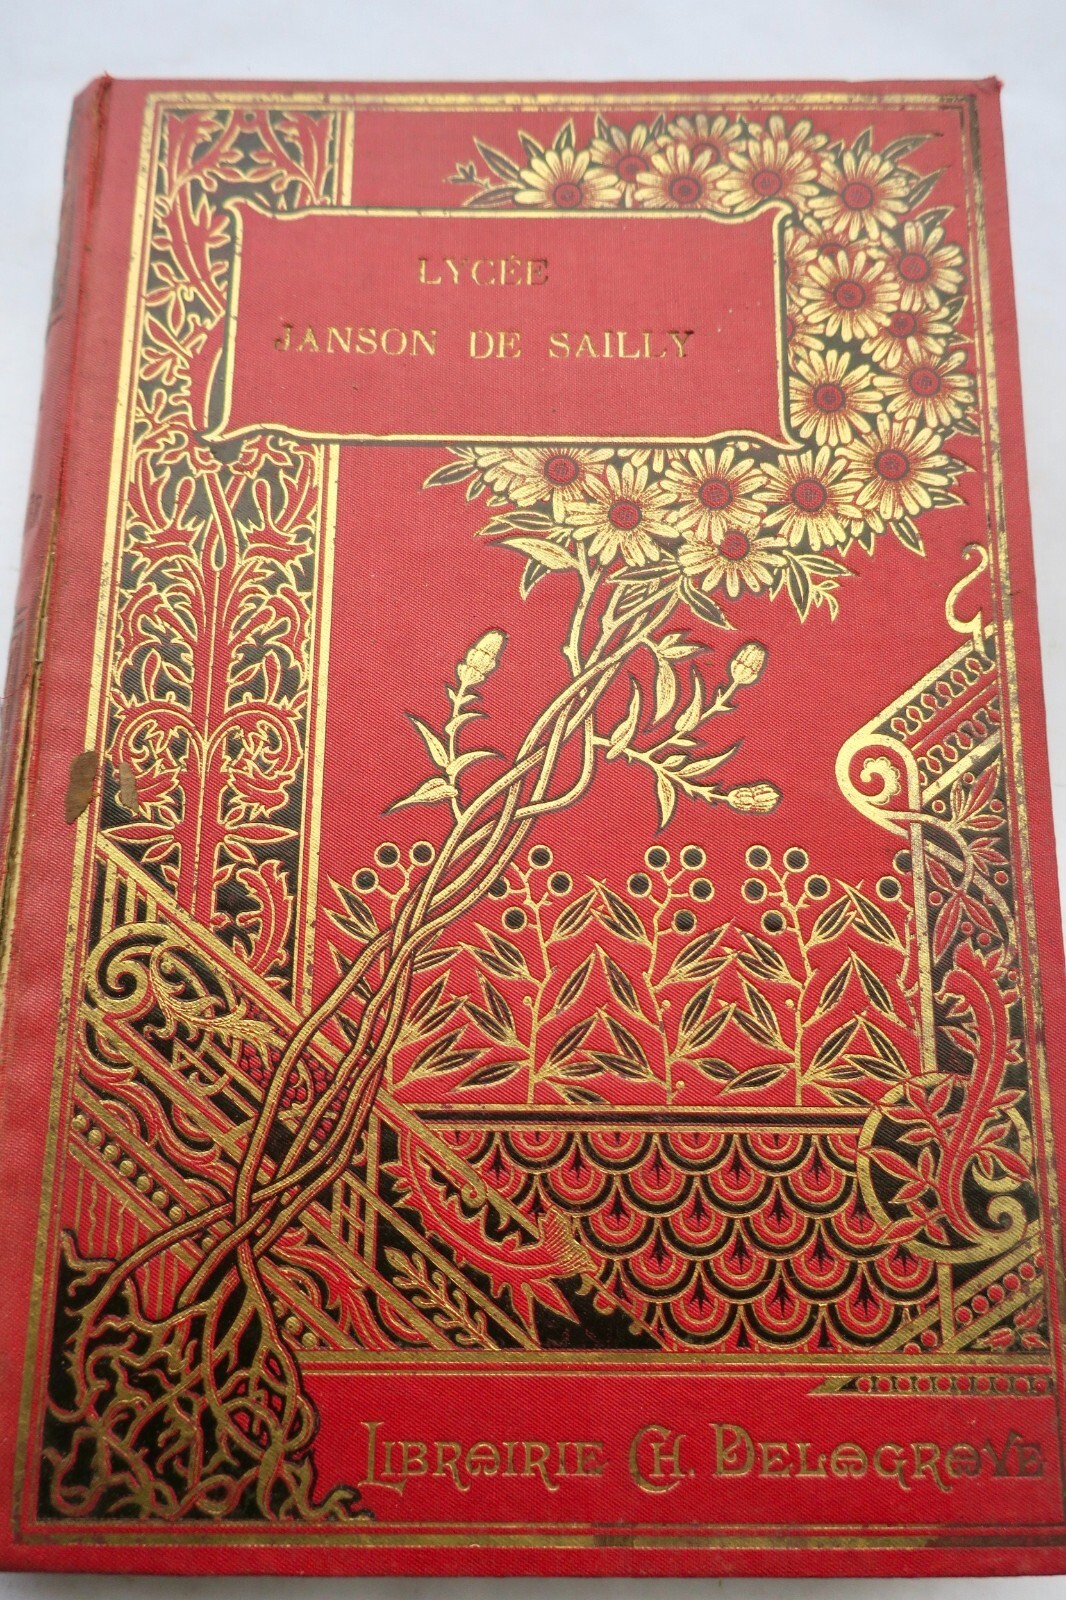 LYCÉE
JANSON DE SAILLY
LIBRAIRIE CH. DELAGRAVE